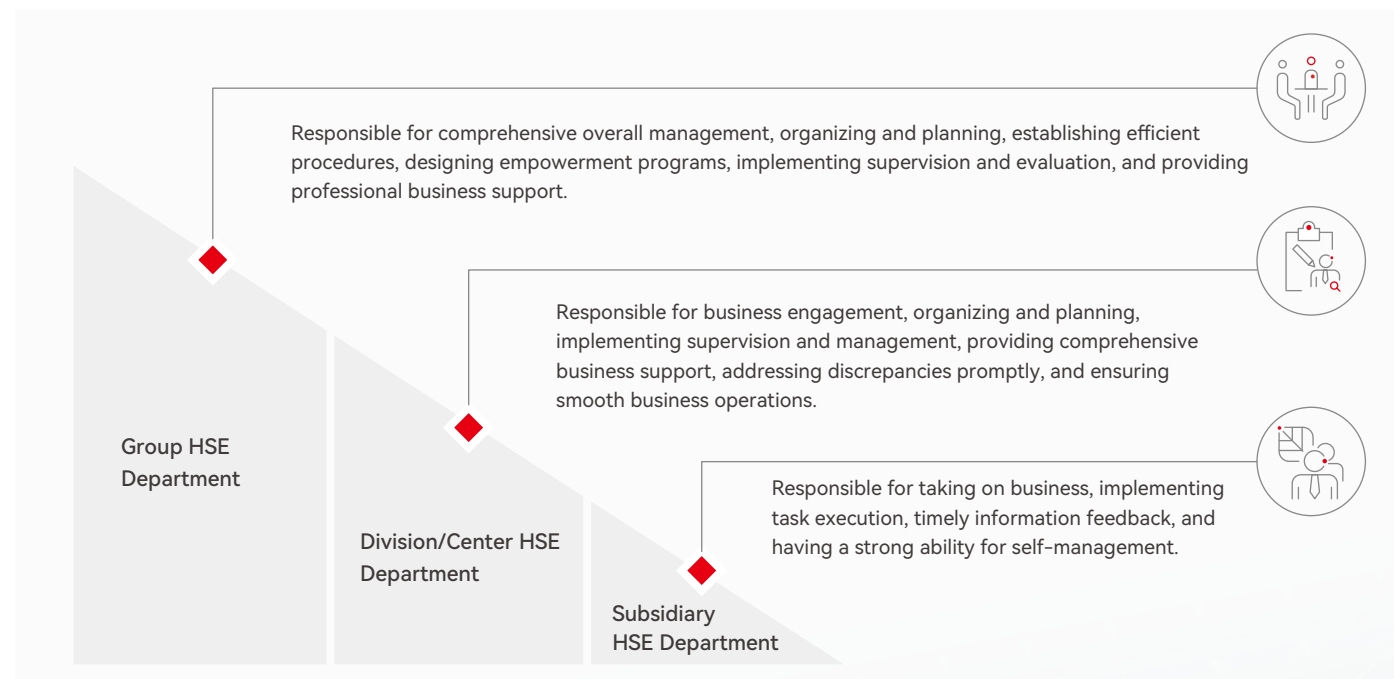 Responsible for comprehensive overall management, organizing and planning, establishing efficient
procedures, designing empowerment programs, implementing supervision and evaluation, and providing
professional business support.
Responsible for business engagement, organizing and planning,
implementing supervision and management, providing comprehensive
business support, addressing discrepancies promptly, and ensuring
smooth business operations.
Group HSE
Department
Responsible for taking on business, implementing
task execution, timely information feedback, and
having a strong ability for self-management.
Division/Center HSE
Department
Subsidiary
HSE Department